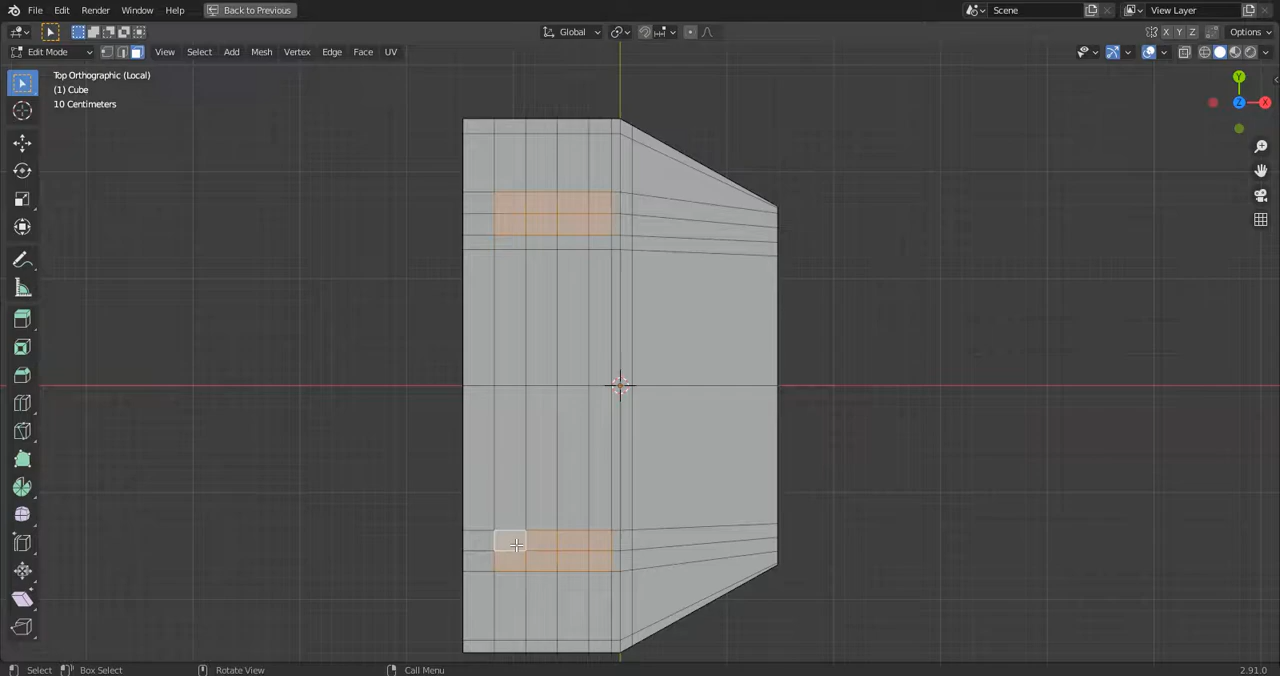 File Edit Render Window Help Back to Previous Scene View Layer
Global Options
Edit Mode View Select Add Mesh Vertex Edge Face UV
X Y Z
Top Orthographic (Local)
(1) Cube
10 Centimeters
Y
Z X
Select Box Select Rotate View Call Menu 2.91.0